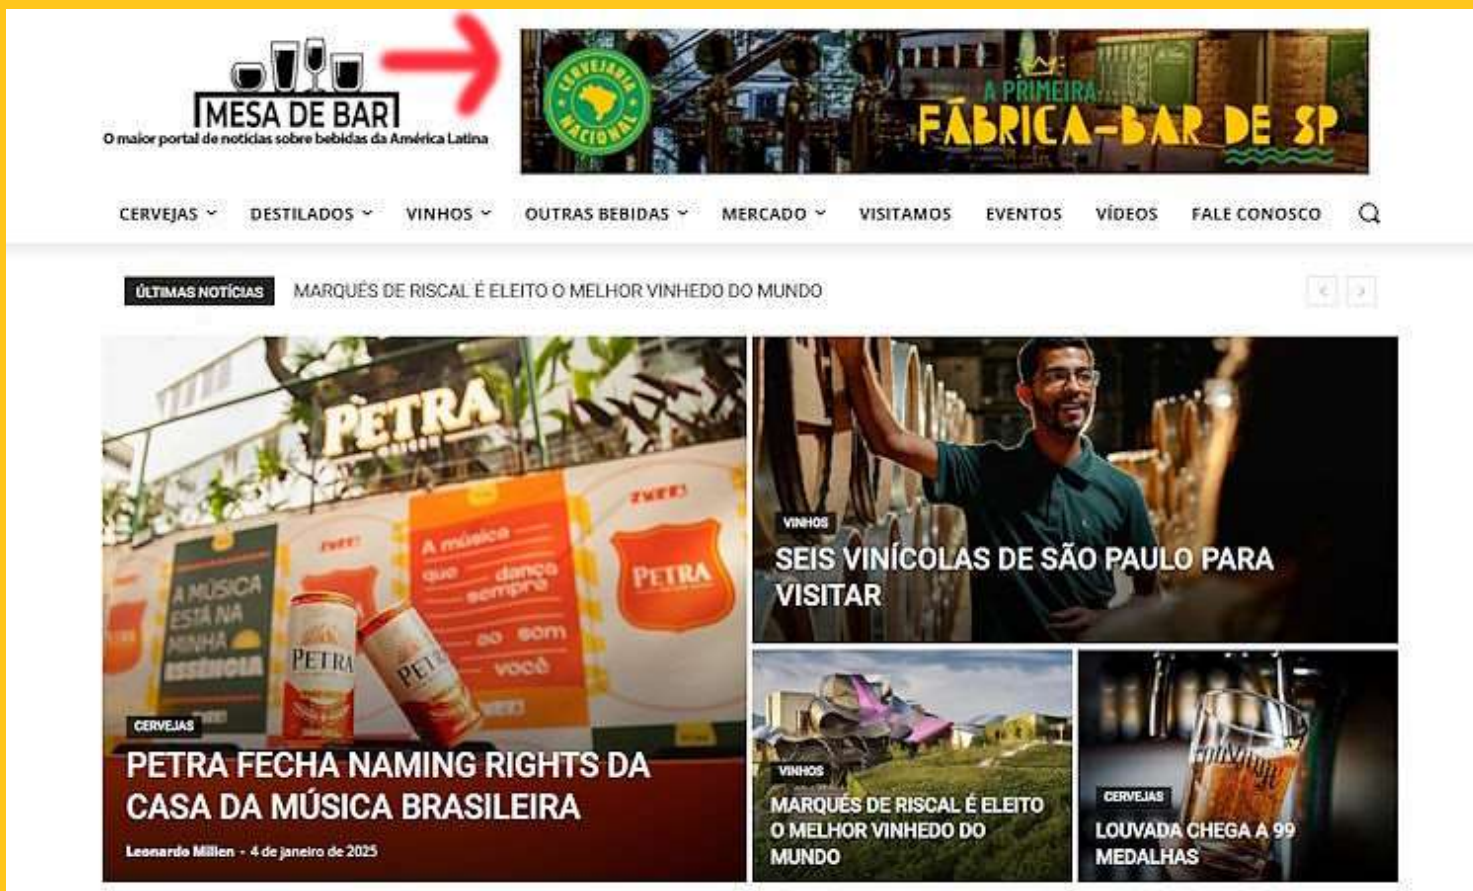 MESA DE BAR
O maior portal de notícias sobre bebidas da América Latina
CERVEJARIA
NACIONAL
A PRIMEIRA
FÁBRICA-BAR DE SP
CERVEJAS DESTILADOS VINHOS OUTRAS BEBIDAS MERCADO VISITAMOS EVENTOS VÍDEOS FALE CONOSCO
ÚLTIMAS NOTÍCIAS MARQUÉS DE RISCAL É ELEITO O MELHOR VINHEDO DO MUNDO
PETRA
ORIGEM
A MÚSICA
ESTÁ NA
MINHA
ESSÊNCIA
A música
que dança
sempre
ao som
você
PETRA
PETRA
CERVEJAS
PETRA FECHA NAMING RIGHTS DA
CASA DA MÚSICA BRASILEIRA
Leonardo Millen - 4 de janeiro de 2025
VINHOS
SEIS VINÍCOLAS DE SÃO PAULO PARA
VISITAR
VINHOS
MARQUÉS DE RISCAL É ELEITO
O MELHOR VINHEDO DO
MUNDO
CERVEJAS
LOUVADA CHEGA A 99
MEDALHAS